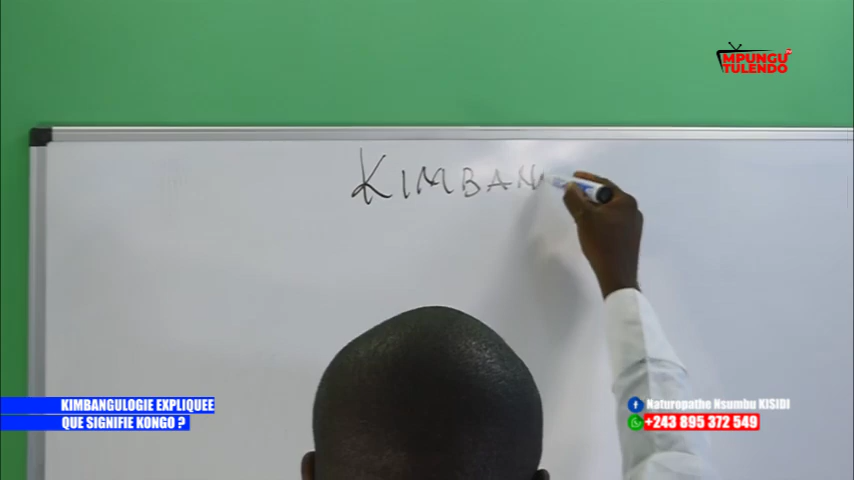 MPUNGU
TULENDO
KIMBAN
KIMBANGULOGIE EXPLIQUEE
QUE SIGNIFIE KONGO ?
Naturopathe Nsumbu KISIDI
+243 895 372 549